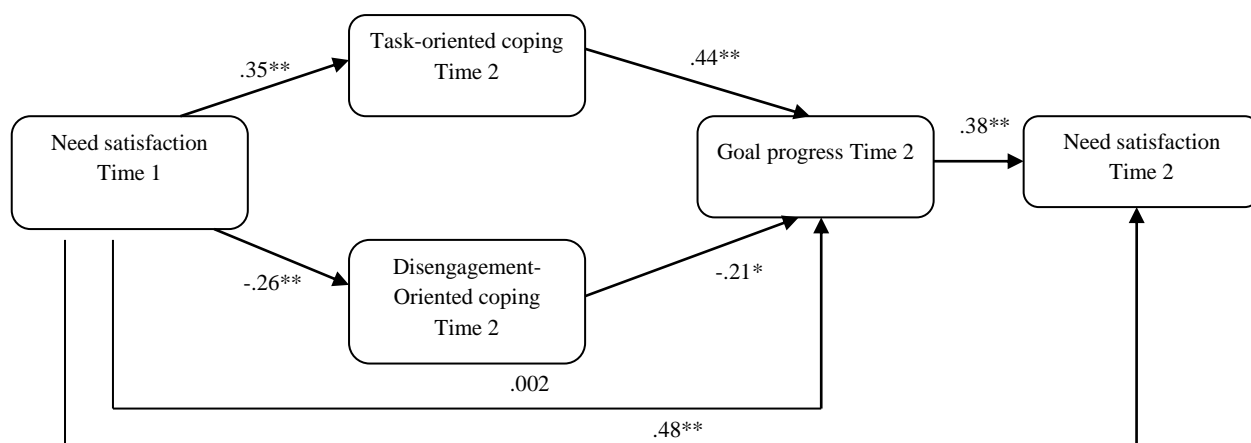 Task-oriented coping
Time 2
.35**
.44**
Need satisfaction
Time 1
Goal progress Time 2
.38**
Need satisfaction
Time 2
-.26**
Disengagement-
Oriented coping
Time 2
-.21*
.002
.48**